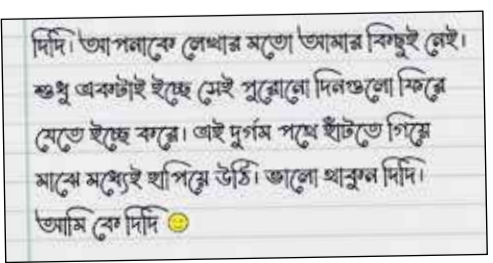 দিদি। আপনাকে লেখার মতো আমার কিছুই নেই।
শুধু একটাই ইচ্ছে সেই পুরোনো দিনগুলো ফিরে
যেতে ইচ্ছে করে। এই দুর্গম পথে হাঁটতে গিয়ে
মাঝে মধ্যেই হাপিয়ে উঠি। ভালো থাকুন দিদি।
আমি কে দিদি 🙂